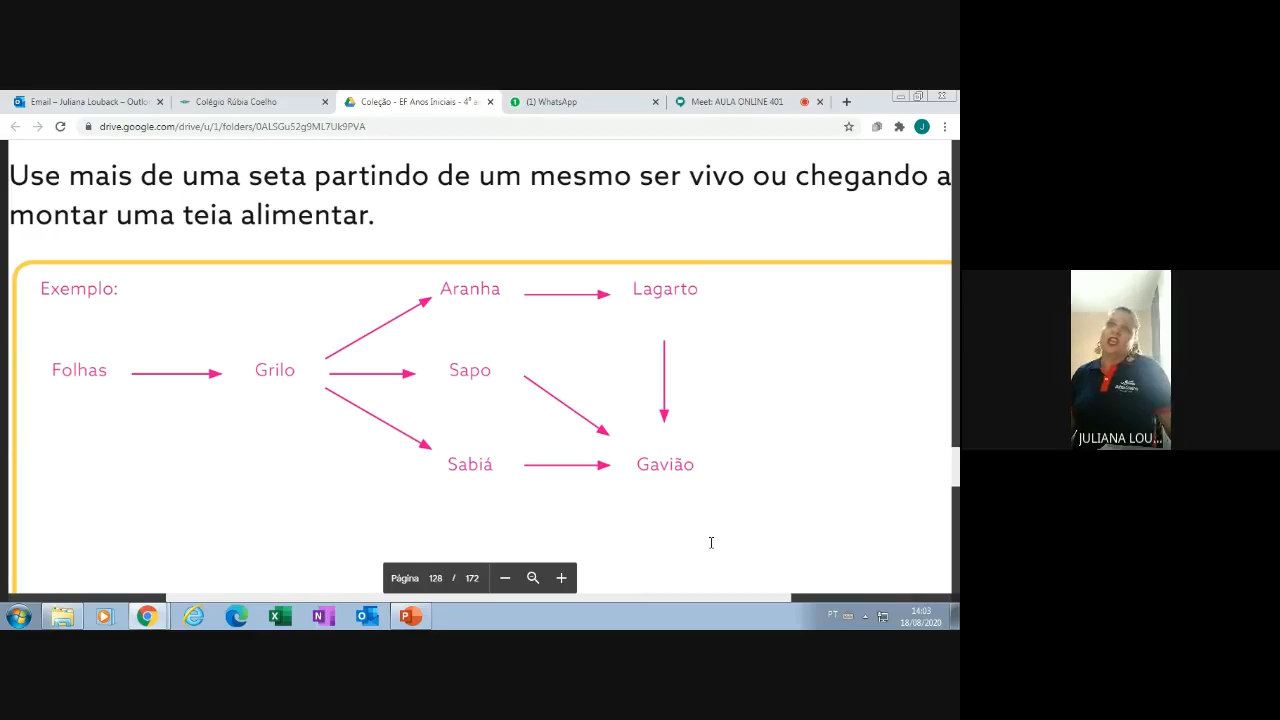 Email – Juliana Louback – Outlo
Colégio Rúbia Coelho
Coleção - EF Anos Iniciais - 4º a
(1) WhatsApp
Meet: AULA ONLINE 401
drive.google.com/drive/u/1/folders/0ALSGu52g9ML7Uk9PVA
J
Use mais de uma seta partindo de um mesmo ser vivo ou chegando a
montar uma teia alimentar.
Exemplo:
Aranha
Lagarto
Folhas
Grilo
Sapo
Sabiá
Gavião
JULIANA LOU...
Página 128 / 172
PT
14:03
18/08/2020